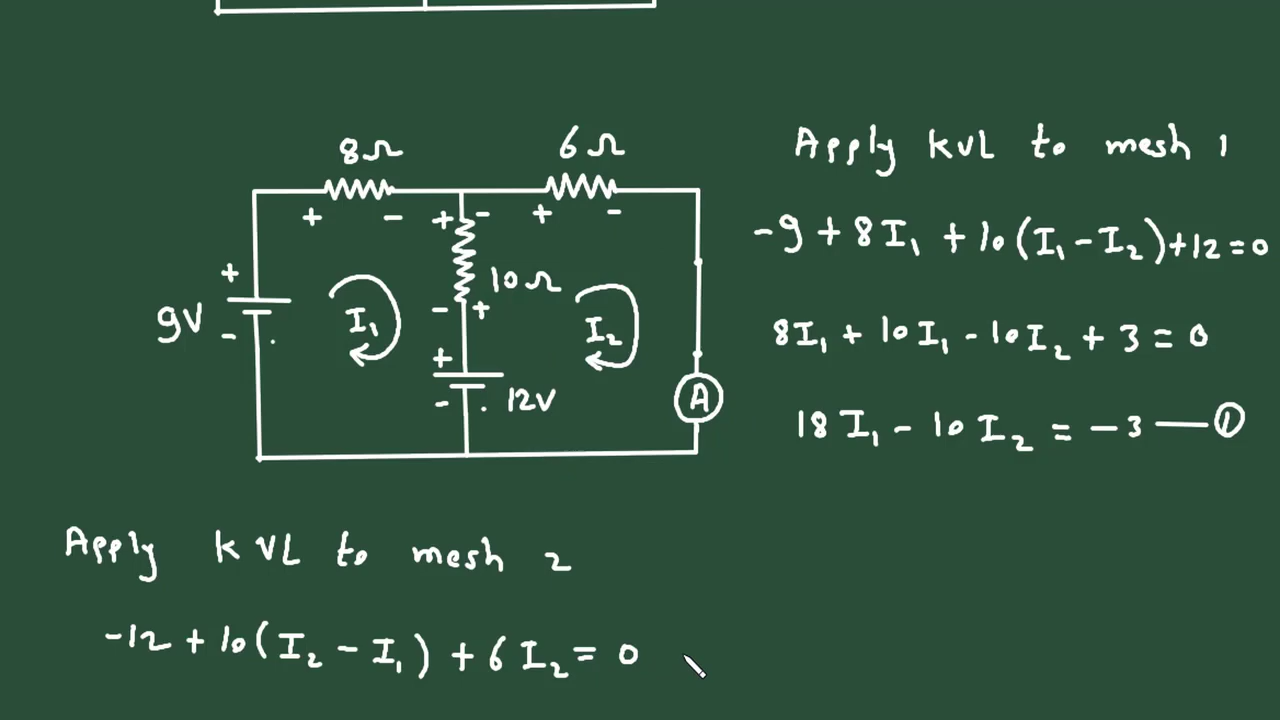 8Ω 6Ω
+ - + - + -
10Ω
- +
+
9V
-
I₁
I₂
+
-
12V
A
Apply KVL to mesh 1
-9 + 8I₁ + 10(I₁ - I₂) + 12 = 0
8I₁ + 10I₁ - 10I₂ + 3 = 0
18I₁ - 10I₂ = -3 — ①
Apply KVL to mesh 2
-12 + 10(I₂ - I₁) + 6I₂ = 0